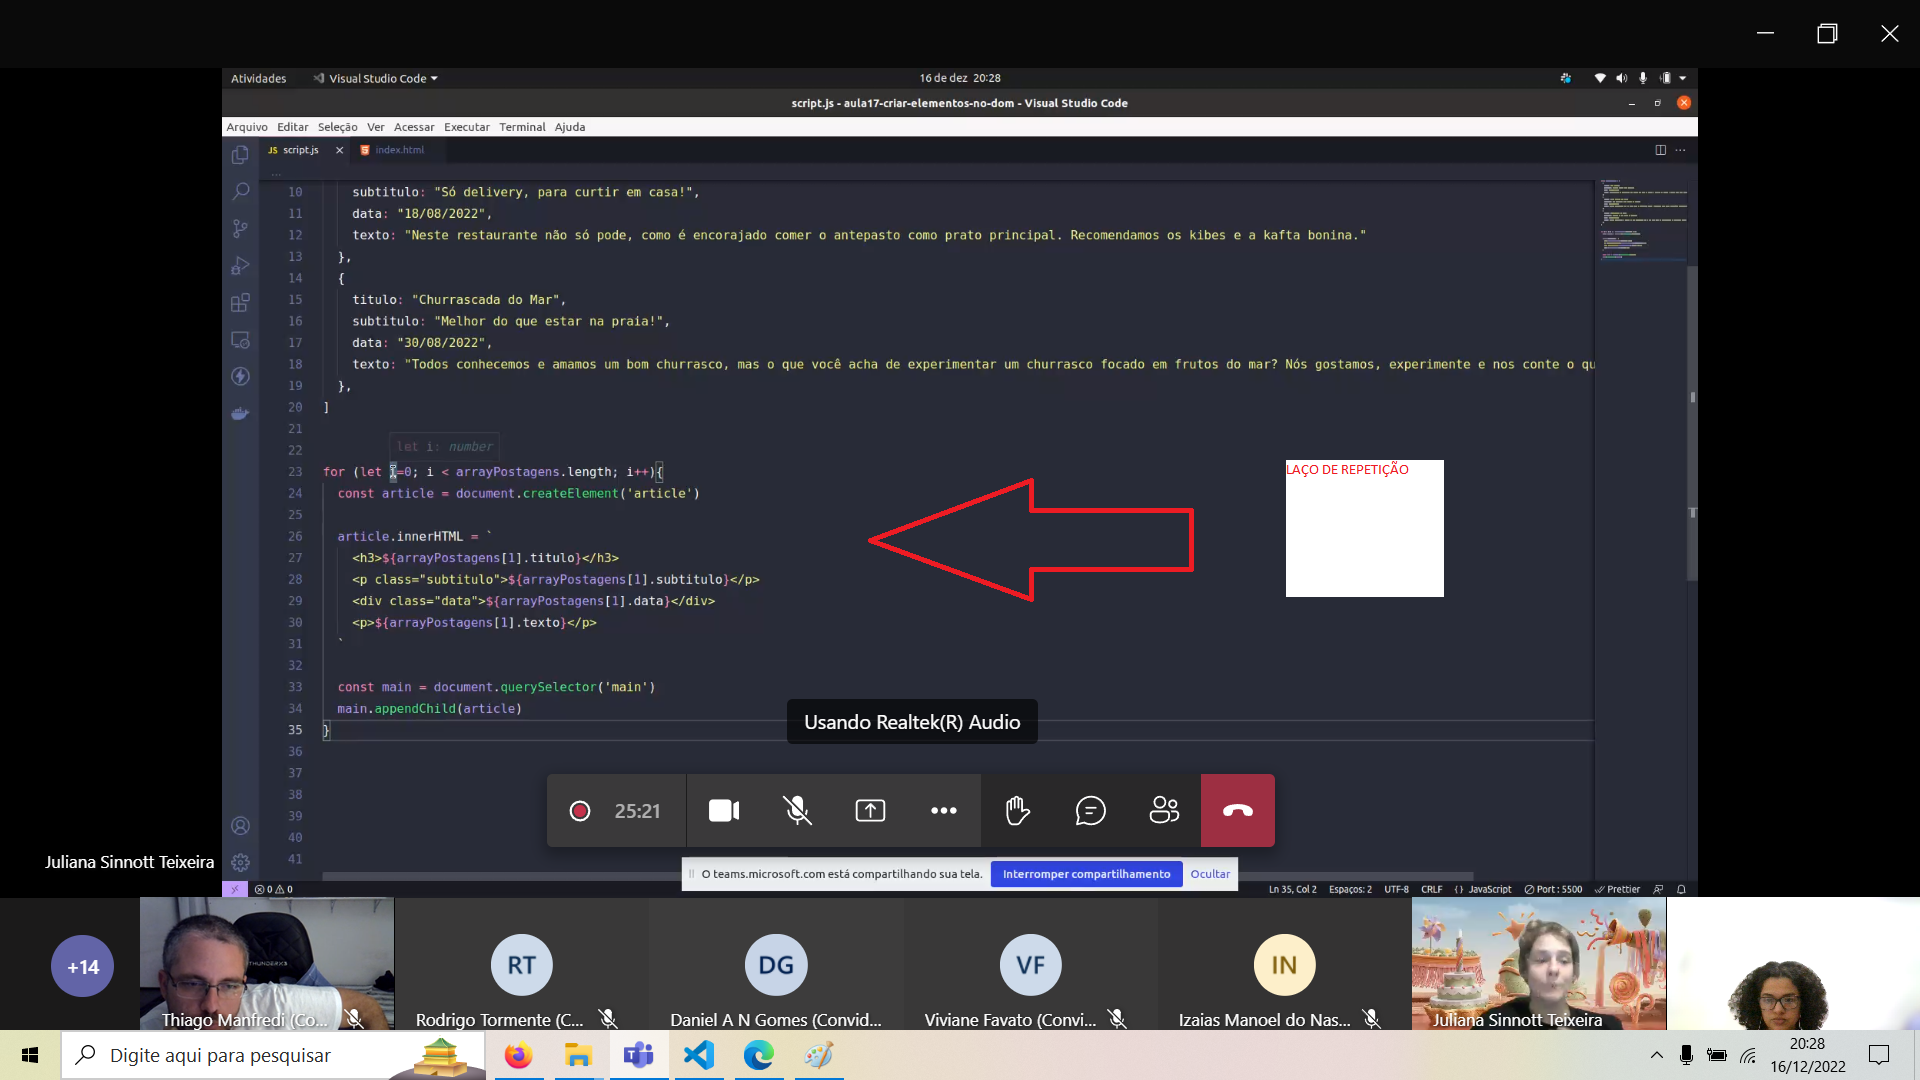 Atividades
Visual Studio Code
16 de dez 20:28
script.js - aula17-criar-elementos-no-dom - Visual Studio Code
Arquivo Editar Seleção Ver Acessar Executar Terminal Ajuda
JS script.js
index.html
...
10 subtitulo: "Só delivery, para curtir em casa!",
11 data: "18/08/2022",
12 texto: "Neste restaurante não só pode, como é encorajado comer o antepasto como prato principal. Recomendamos os kibes e a kafta bonina."
13 },
14 {
15 titulo: "Churrascada do Mar",
16 subtitulo: "Melhor do que estar na praia!",
17 data: "30/08/2022",
18 texto: "Todos conhecemos e amamos um bom churrasco, mas o que você acha de experimentar um churrasco focado em frutos do mar? Nós gostamos, experimente e nos conte o qu
19 },
20 ]
21
22
let i: number
23 for (let i=0; i < arrayPostagens.length; i++){
24 const article = document.createElement('article')
25
26 article.innerHTML = `
27 <h3>${arrayPostagens[1].titulo}</h3>
28 <p class="subtitulo">${arrayPostagens[1].subtitulo}</p>
29 <div class="data">${arrayPostagens[1].data}</div>
30 <p>${arrayPostagens[1].texto}</p>
31 `
32
33 const main = document.querySelector('main')
34 main.appendChild(article)
35 }
36
37
38
39
40
41
LAÇO DE REPETIÇÃO
Usando Realtek(R) Audio
25:21
Juliana Sinnott Teixeira
O teams.microsoft.com está compartilhando sua tela. Interromper compartilhamento Ocultar
0 0
Ln 35, Col 2 Espaços: 2 UTF-8 CRLF {} JavaScript Port : 5500 Prettier
+14
THUNDERX3
RT
DG
VF
IN
Thiago Manfredi (Co...
Rodrigo Tormente (C...
Daniel A N Gomes (Convid...
Viviane Favato (Convi...
Izaias Manoel do Nas...
Juliana Sinnott Teixeira
Digite aqui para pesquisar
20:28
16/12/2022